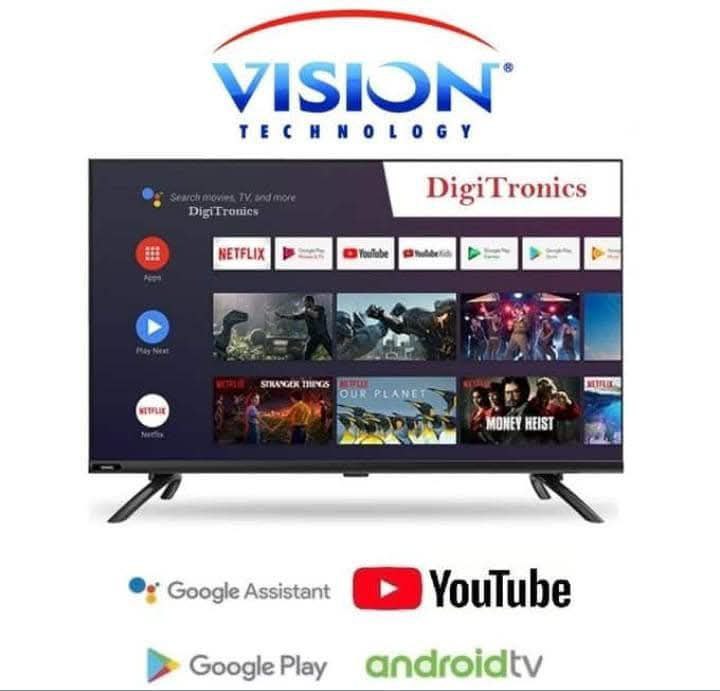 VISION®
TECHNOLOGY
DigiTronics
Search movies, TV, and more
DigiTronics
NETFLIX
Google Play
Movies & TV
YouTube
YouTube Kids
Google Play
Games
Google Play
Store
Apps
Play Next
NETFLIX
STRANGER THINGS
NETFLIX
OUR PLANET
NETFLIX
MONEY HEIST
NETFLIX
NETFLIX
Netflix
Google Assistant
YouTube
Google Play
androidtv